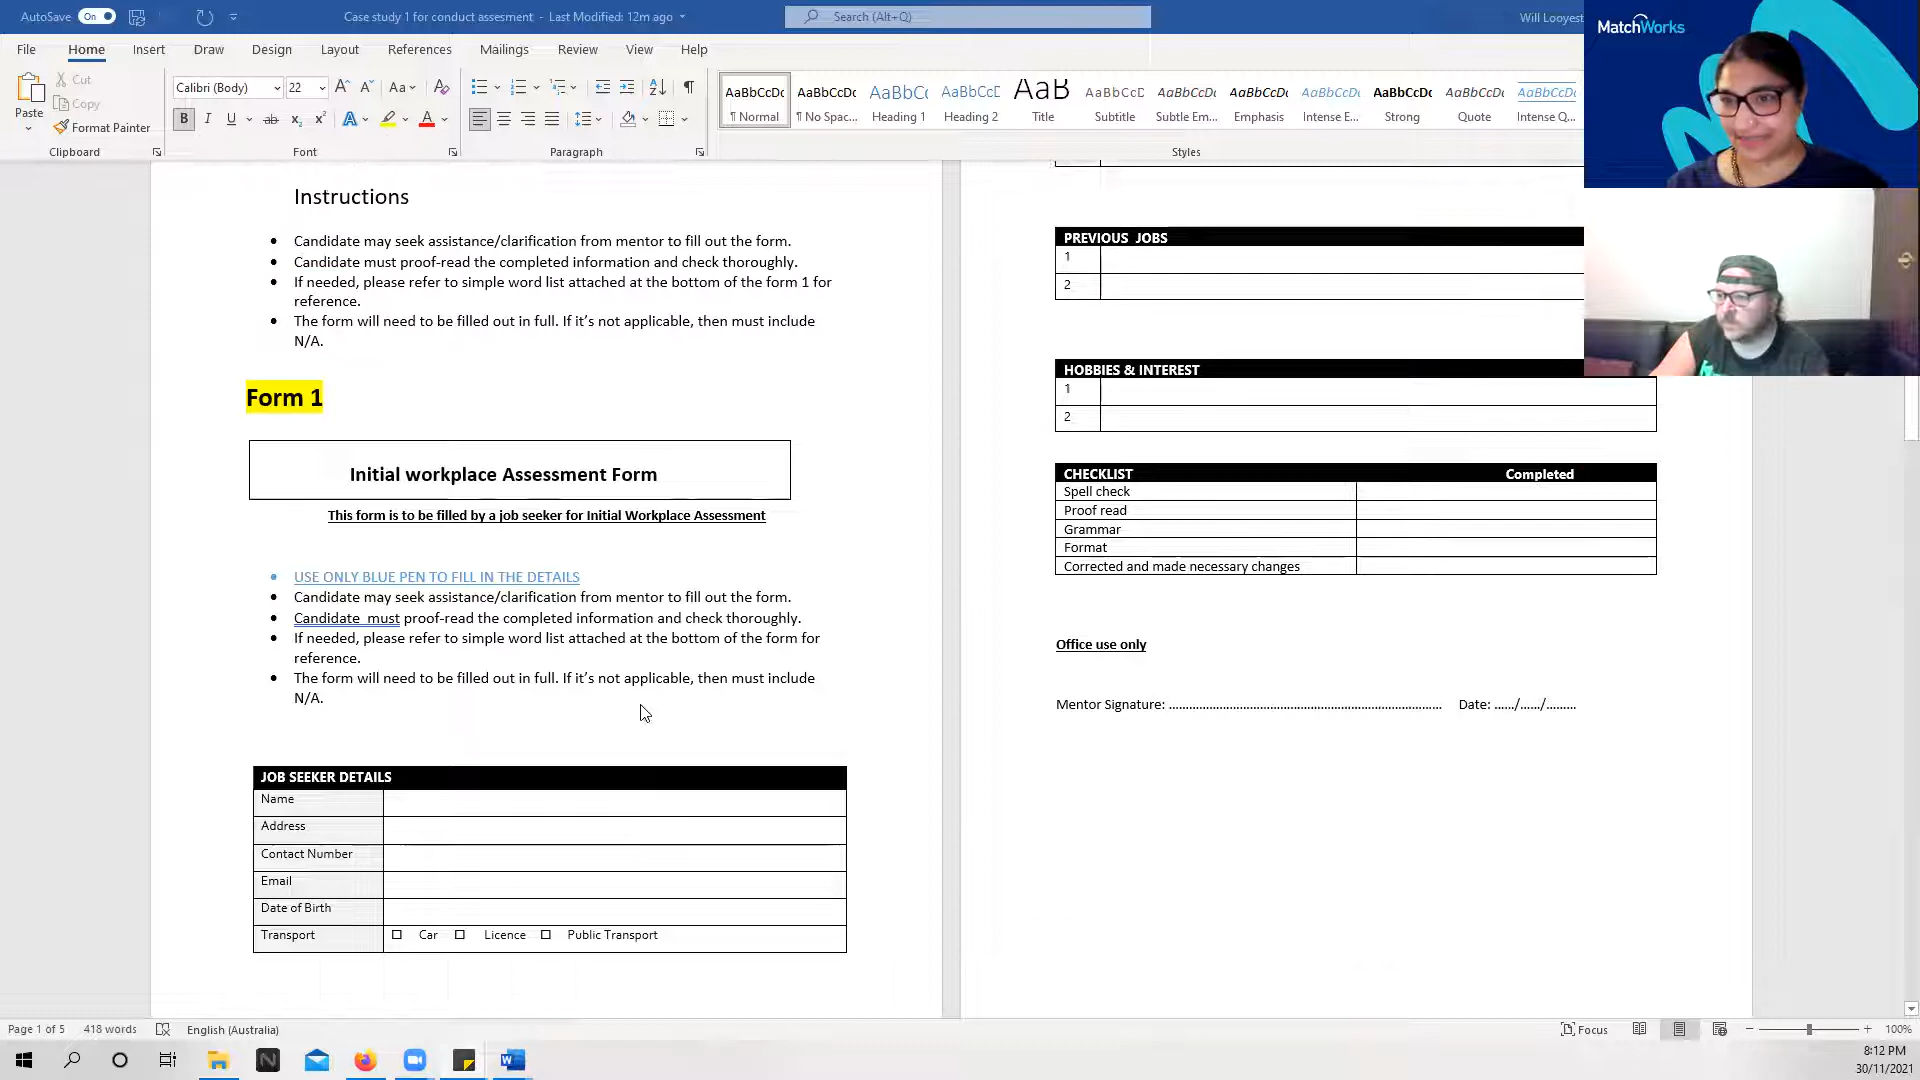 AutoSave On
Case study 1 for conduct assesment - Last Modified: 12m ago
Search (Alt+Q)
Will Looyest
File Home Insert Draw Design Layout References Mailings Review View Help
Paste
Cut
Copy
Format Painter
Clipboard
Calibri (Body) 22
Font
Paragraph
AaBbCcDc AaBbCcDc AaBbC( AaBbCcD AaB AaBbCcD AaBbCcDc AaBbCcDc AaBbCcDc AaBbCcDc AaBbCcDc AaBbCcDc
¶ Normal ¶ No Spac... Heading 1 Heading 2 Title Subtitle Subtle Em... Emphasis Intense E... Strong Quote Intense Q...
Styles
MatchWorks
Instructions
Candidate may seek assistance/clarification from mentor to fill out the form.
Candidate must proof-read the completed information and check thoroughly.
If needed, please refer to simple word list attached at the bottom of the form 1 for
reference.
The form will need to be filled out in full. If it’s not applicable, then must include
N/A.
Form 1
Initial workplace Assessment Form
This form is to be filled by a job seeker for Initial Workplace Assessment
USE ONLY BLUE PEN TO FILL IN THE DETAILS
Candidate may seek assistance/clarification from mentor to fill out the form.
Candidate  must proof-read the completed information and check thoroughly.
If needed, please refer to simple word list attached at the bottom of the form for
reference.
The form will need to be filled out in full. If it’s not applicable, then must include
N/A.
JOB SEEKER DETAILS
Name
Address
Contact Number
Email
Date of Birth
Transport ☐ Car ☐ Licence ☐ Public Transport
PREVIOUS  JOBS
1
2
HOBBIES & INTEREST
1
2
CHECKLIST Completed
Spell check
Proof read
Grammar
Format
Corrected and made necessary changes
Office use only
Mentor Signature: ........................................................................... Date: ....../....../.........
Page 1 of 5 418 words English (Australia)
Focus 100%
8:12 PM
30/11/2021